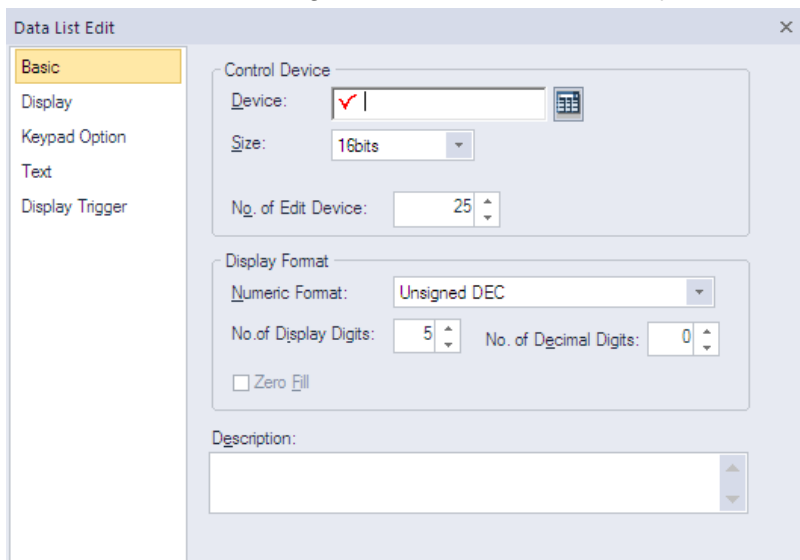 Data List Edit
Basic
Display
Keypad Option
Text
Display Trigger
Control Device
Device:
Size: 16bits
No. of Edit Device: 25
Display Format
Numeric Format: Unsigned DEC
No.of Display Digits: 5 No. of Decimal Digits: 0
Zero Fill
Description: